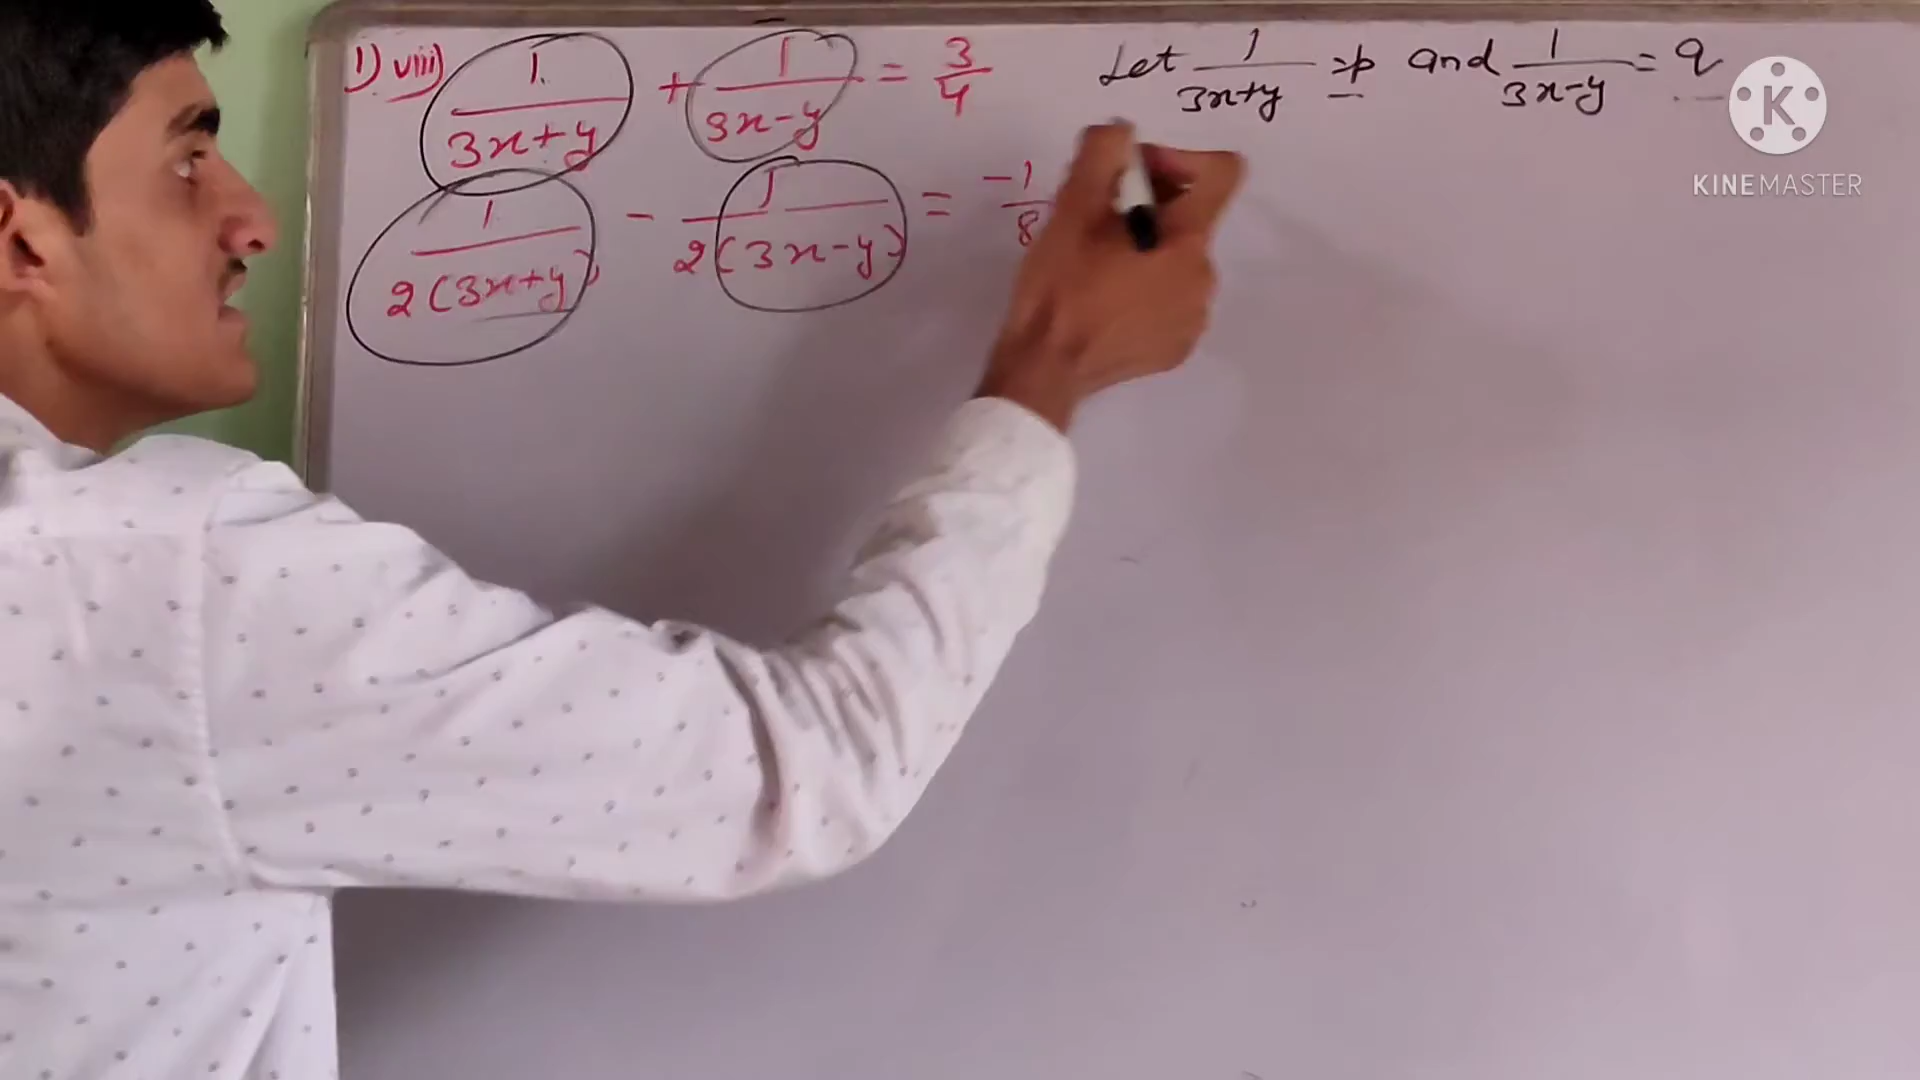 1) viii) 1/(3x+y) + 1/(3x-y) = 3/4
1/(2(3x+y)) - 1/(2(3x-y)) = -1/8
Let 1/(3x+y) = p and 1/(3x-y) = q
K
KINEMASTER